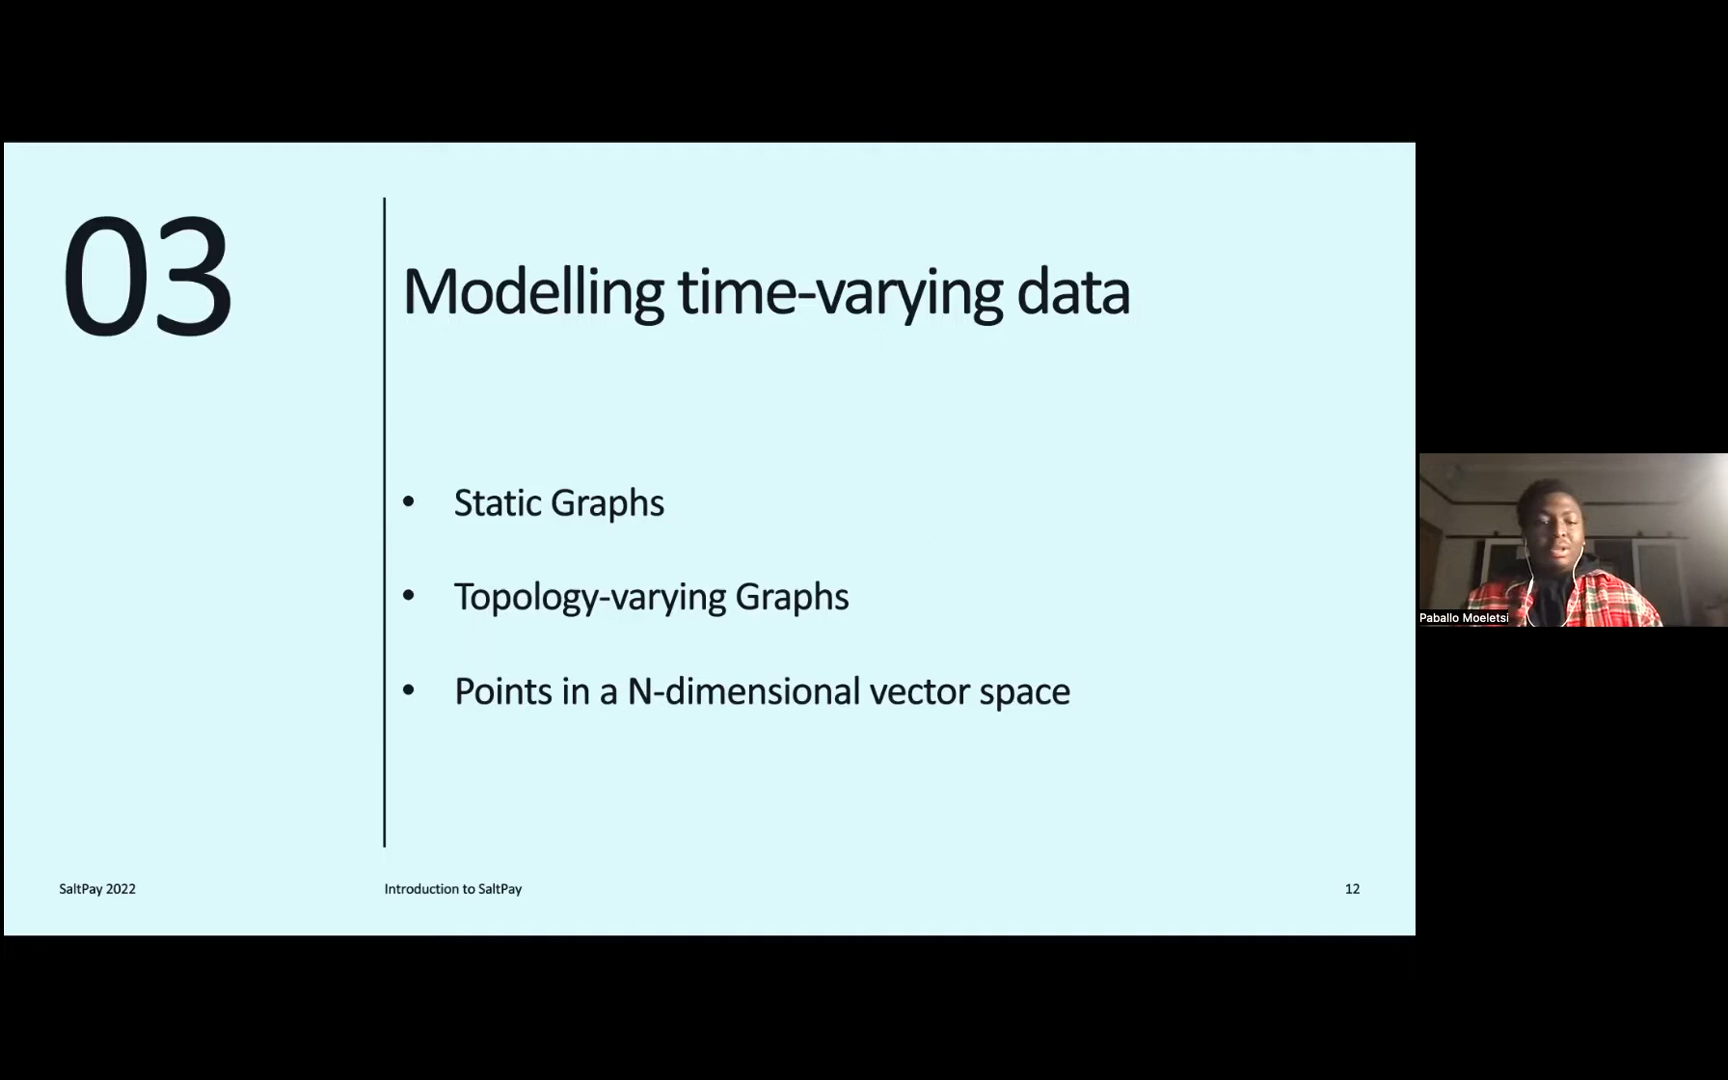 03
Modelling time-varying data
• Static Graphs
• Topology-varying Graphs
• Points in a N-dimensional vector space
SaltPay 2022
Introduction to SaltPay
12
Paballo Moeletsi